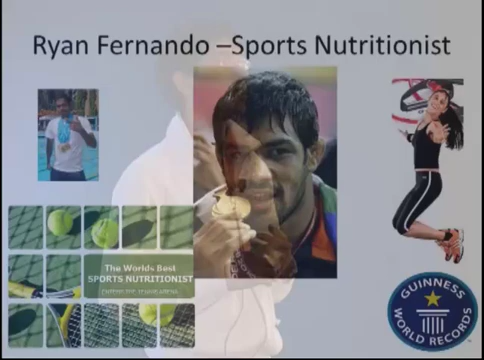 Ryan Fernando –Sports Nutritionist
The Worlds Best
SPORTS NUTRITIONIST
GUINNESS
WORLD RECORDS